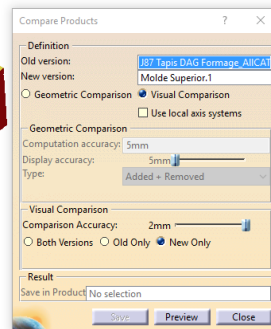 Compare Products ? ×
Definition
Old version: J87 Tapis DAG Formage_AllCAT
New version: Molde Superior.1
Geometric Comparison Visual Comparison
Use local axis systems
Geometric Comparison
Computation accuracy: 5mm
Display accuracy: 5mm
Type: Added + Removed
Visual Comparison
Comparison Accuracy: 2mm
Both Versions Old Only New Only
Result
Save in Product No selection
Save Preview Close